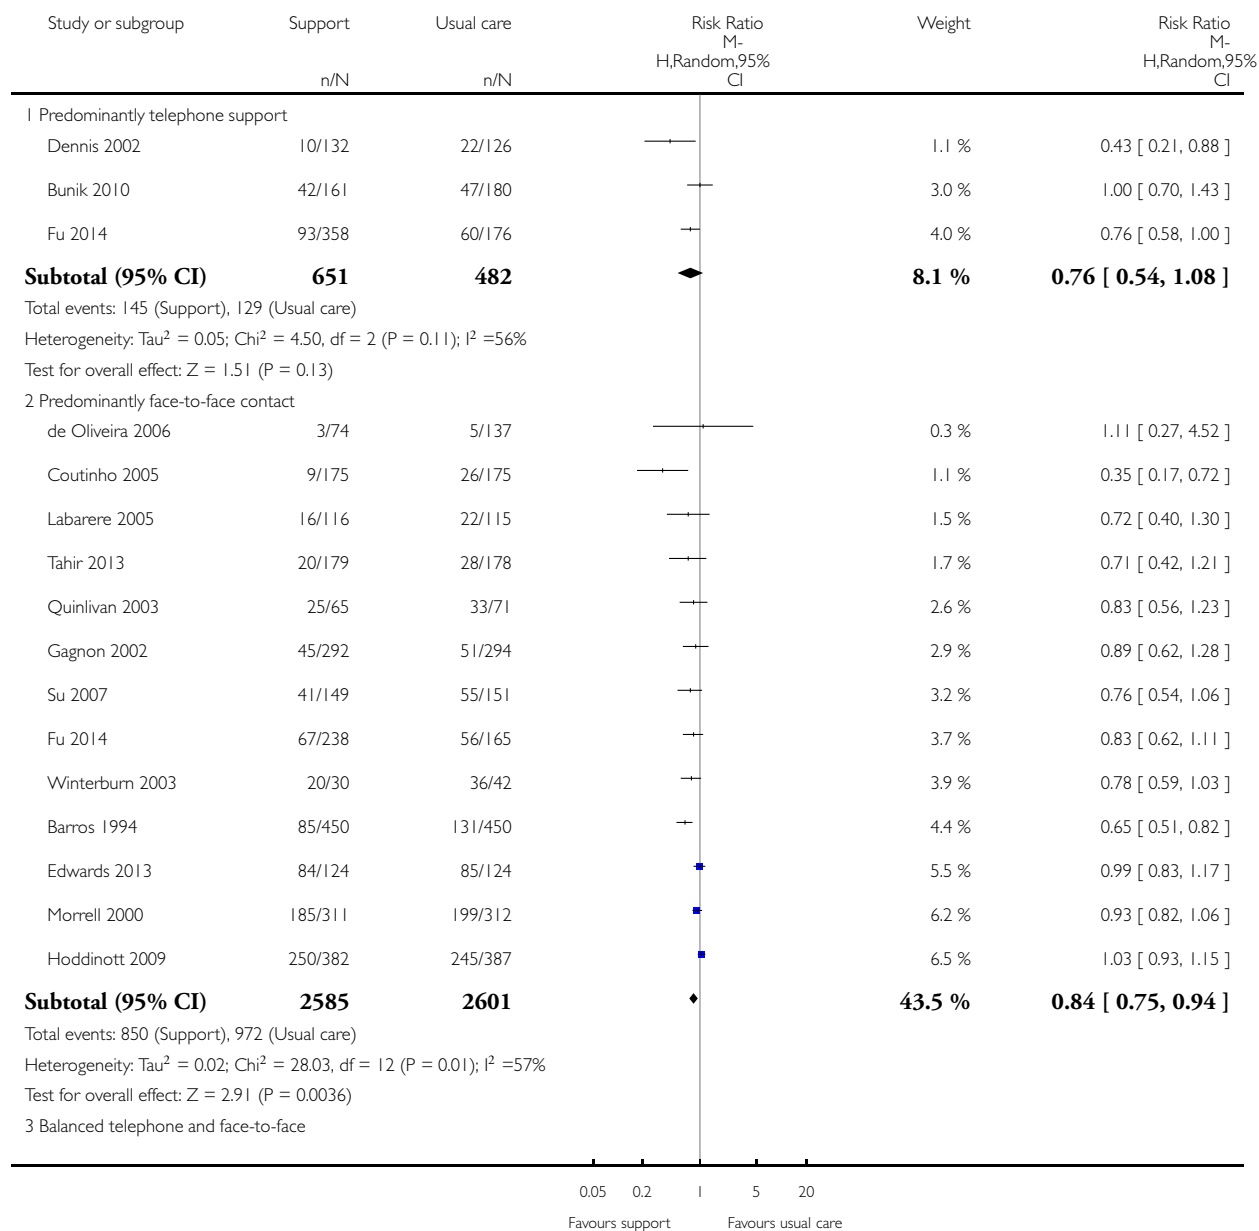 Study or subgroup Support Usual care Risk Ratio Weight Risk Ratio
M- M-
H,Random,95% H,Random,95%
n/N n/N CI CI
1 Predominantly telephone support
Dennis 2002 10/132 22/126 1.1 % 0.43 [ 0.21, 0.88 ]
Bunik 2010 42/161 47/180 3.0 % 1.00 [ 0.70, 1.43 ]
Fu 2014 93/358 60/176 4.0 % 0.76 [ 0.58, 1.00 ]
Subtotal (95% CI) 651 482 8.1 % 0.76 [ 0.54, 1.08 ]
Total events: 145 (Support), 129 (Usual care)
Heterogeneity: Tau² = 0.05; Chi² = 4.50, df = 2 (P = 0.11); I² =56%
Test for overall effect: Z = 1.51 (P = 0.13)
2 Predominantly face-to-face contact
de Oliveira 2006 3/74 5/137 0.3 % 1.11 [ 0.27, 4.52 ]
Coutinho 2005 9/175 26/175 1.1 % 0.35 [ 0.17, 0.72 ]
Labarere 2005 16/116 22/115 1.5 % 0.72 [ 0.40, 1.30 ]
Tahir 2013 20/179 28/178 1.7 % 0.71 [ 0.42, 1.21 ]
Quinlivan 2003 25/65 33/71 2.6 % 0.83 [ 0.56, 1.23 ]
Gagnon 2002 45/292 51/294 2.9 % 0.89 [ 0.62, 1.28 ]
Su 2007 41/149 55/151 3.2 % 0.76 [ 0.54, 1.06 ]
Fu 2014 67/238 56/165 3.7 % 0.83 [ 0.62, 1.11 ]
Winterburn 2003 20/30 36/42 3.9 % 0.78 [ 0.59, 1.03 ]
Barros 1994 85/450 131/450 4.4 % 0.65 [ 0.51, 0.82 ]
Edwards 2013 84/124 85/124 5.5 % 0.99 [ 0.83, 1.17 ]
Morrell 2000 185/311 199/312 6.2 % 0.93 [ 0.82, 1.06 ]
Hoddinott 2009 250/382 245/387 6.5 % 1.03 [ 0.93, 1.15 ]
Subtotal (95% CI) 2585 2601 43.5 % 0.84 [ 0.75, 0.94 ]
Total events: 850 (Support), 972 (Usual care)
Heterogeneity: Tau² = 0.02; Chi² = 28.03, df = 12 (P = 0.01); I² =57%
Test for overall effect: Z = 2.91 (P = 0.0036)
3 Balanced telephone and face-to-face
0.05 0.2 1 5 20
Favours support Favours usual care